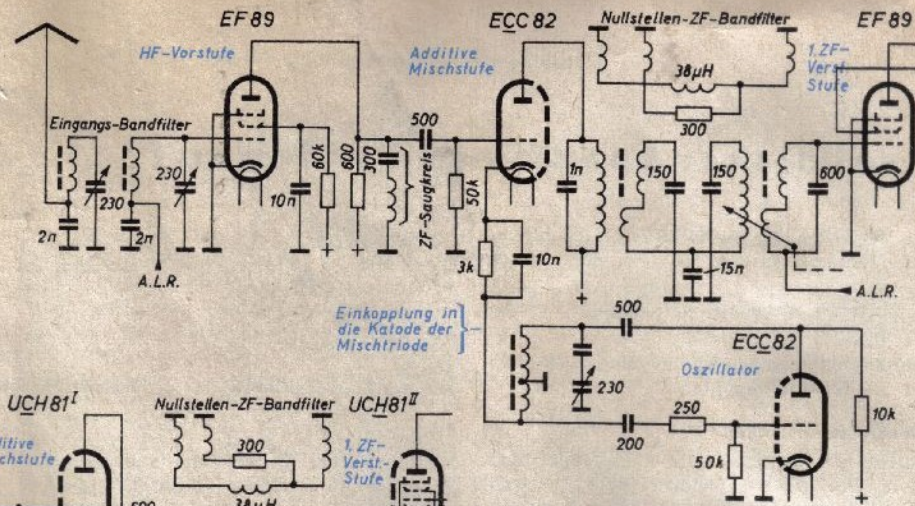 EF 89
ECC 82
Nullstellen-ZF-Bandfilter
EF 89
HF-Vorstufe
Additive
Mischstufe
1. ZF-
Verst.
Stufe
38µH
300
Eingangs-Bandfilter
500
230
230
2n
2n
A.L.R.
10n
60k
600
300
ZF-Saugkreis
50k
3k
10n
1n
150
150
15n
600
A.L.R.
Einkopplung in
die Katode der
Mischtriode
500
230
200
250
50k
ECC82
Oszillator
10k
UCH 81 I
Nullstellen-ZF-Bandfilter
UCH81 II
300
38µH
1. ZF-
Verst.-
Stufe